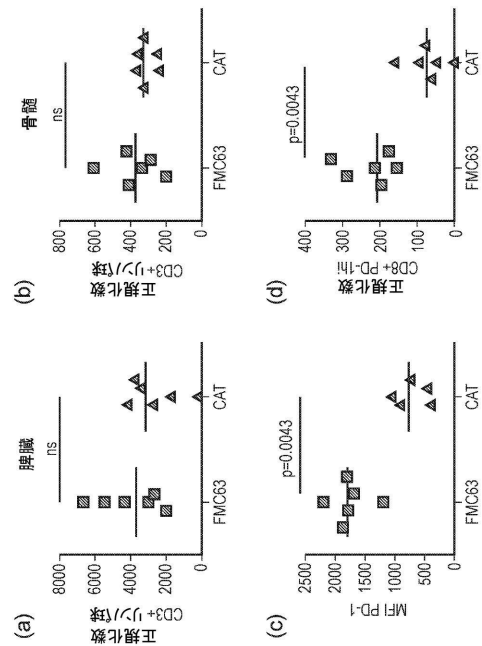 (a)
脾臓
ns
8000
6000
4000
2000
0
正規化数
CD3+リンパ球
FMC63
CAT
(b)
骨髄
ns
800
600
400
200
0
正規化数
CD3+リンパ球
FMC63
CAT
(c)
p=0.0043
2500
2000
1500
1000
500
0
MFi PD-1
FMC63
CAT
(d)
p=0.0043
400
300
200
100
0
正規化数
CD8+ PD-1hi
FMC63
CAT